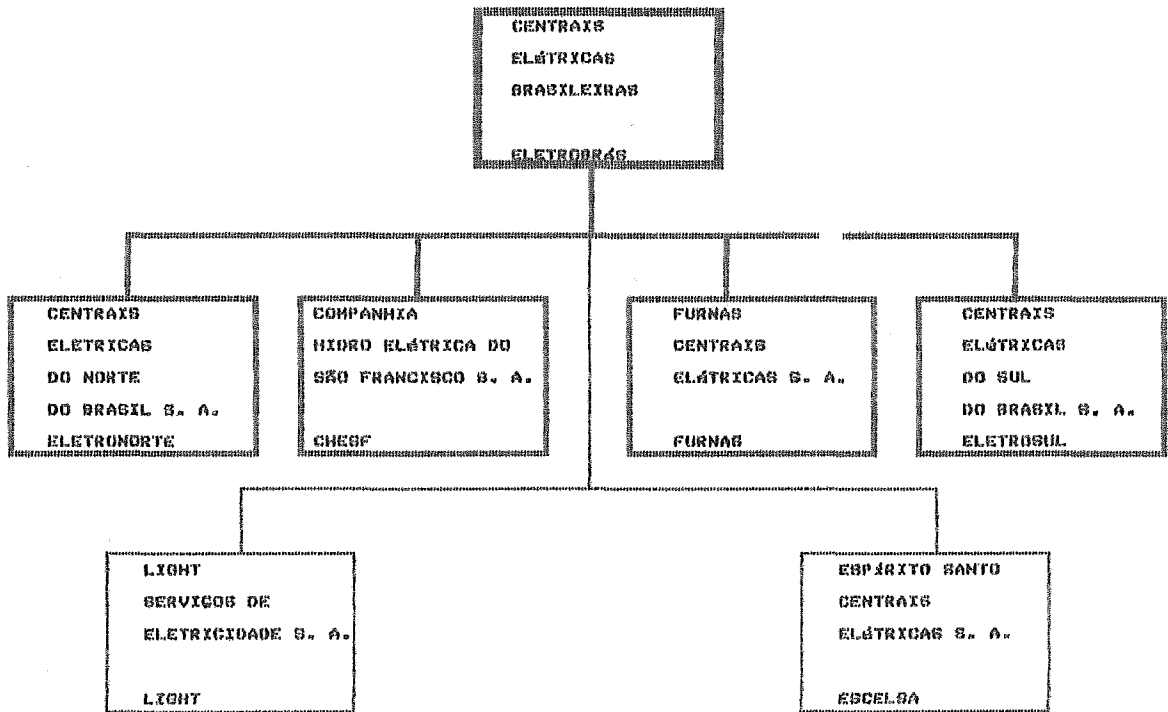 CENTRAIS
ELÉTRICAS
BRASILEIRAS
ELETROBRÁS
CENTRAIS
ELETRICAS
DO NORTE
DO BRASIL S. A.
ELETRONORTE
COMPANHIA
HIDRO ELÉTRICA DO
SÃO FRANCISCO S. A.
CHESF
FURNAS
CENTRAIS
ELÉTRICAS S. A.
FURNAS
CENTRAIS
ELÉTRICAS
DO SUL
DO BRASIL S. A.
ELETROSUL
LIGHT
SERVIÇOS DE
ELETRICIDADE S. A.
LIGHT
ESPÍRITO SANTO
CENTRAIS
ELÉTRICAS S. A.
ESCELSA